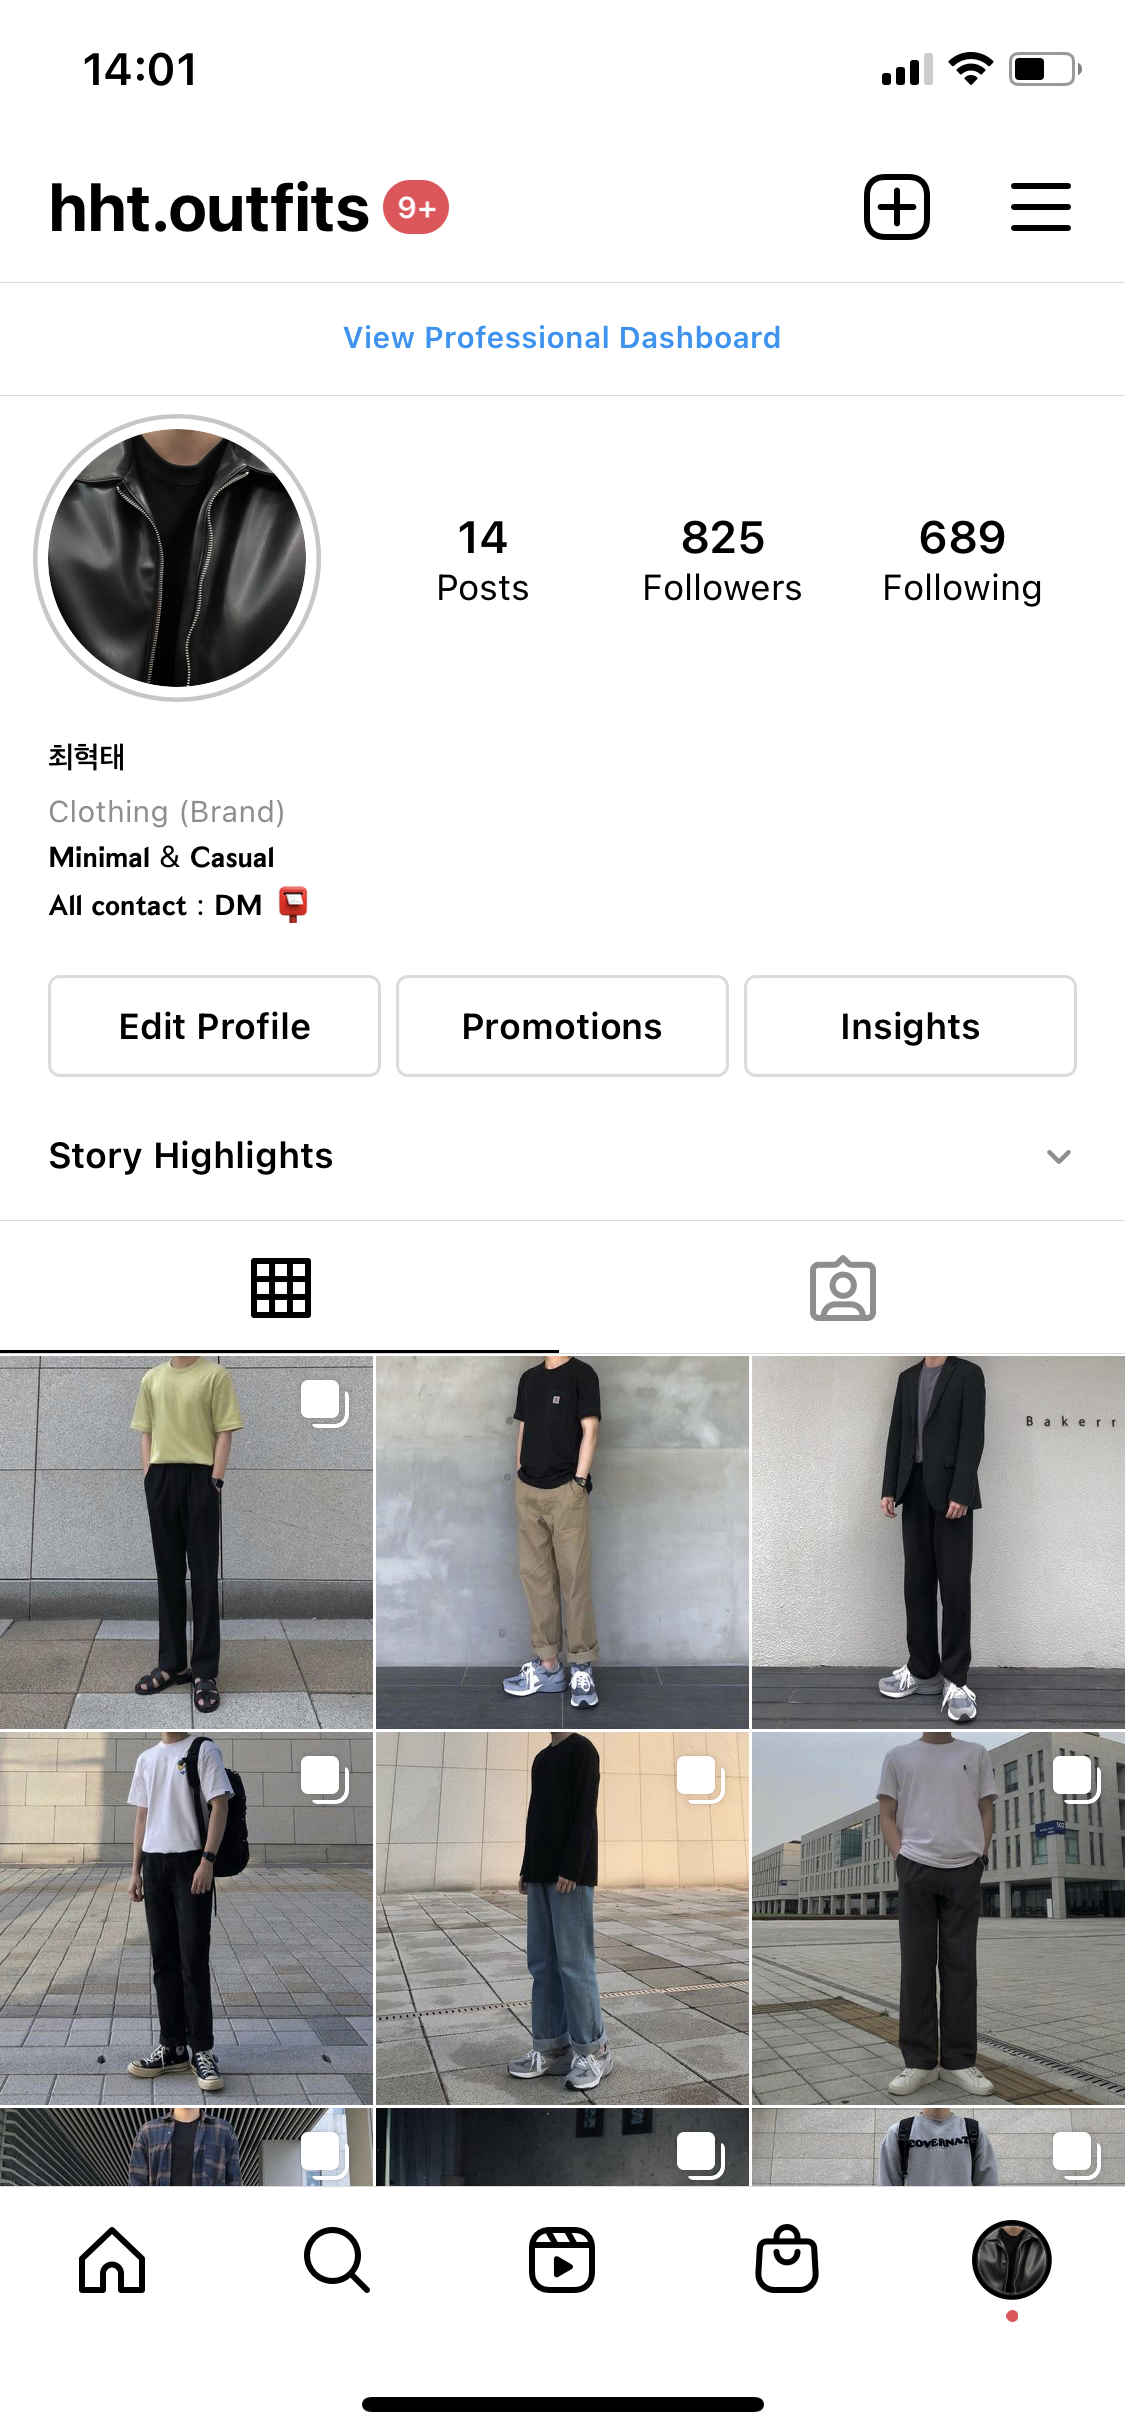 14:01
hht.outfits 9+
View Professional Dashboard
14 825 689
Posts Followers Following
최혁태
Clothing (Brand)
Minimal & Casual
All contact : DM 📮
Edit Profile Promotions Insights
Story Highlights
Bakerr
COVERNAT